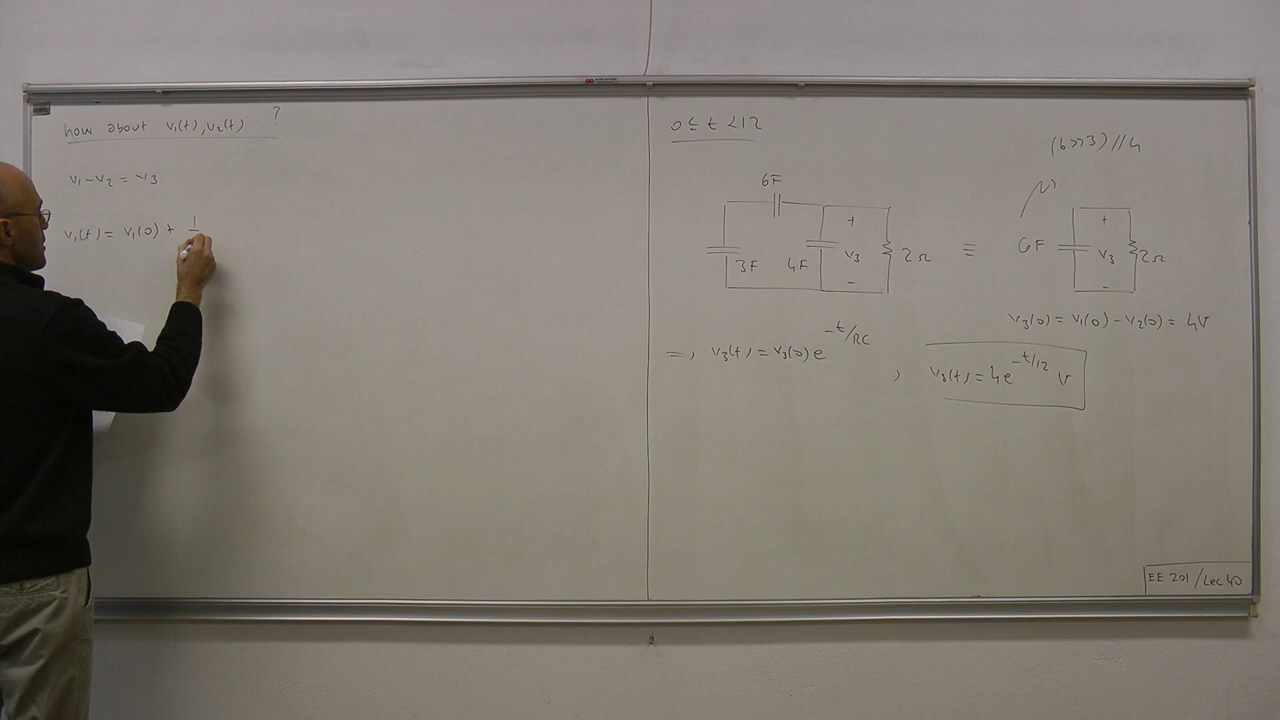 how about v₁(t), v₂(t) ?
v₁ - v₂ = v₃
v₁(t) = v₁(0) + 1
0 ≤ t < 12
6F
3F
4F
+
v₃
-
2Ω
≡
(6 >> 3) // 4
6F
+
v₃
-
2Ω
v₃(0) = v₁(0) - v₂(0) = 4V
=, v₃(t) = v₃(0) e^{-t/RC} , v₃(t) = 4e^{-t/12} V
EE 201 / Lec 40